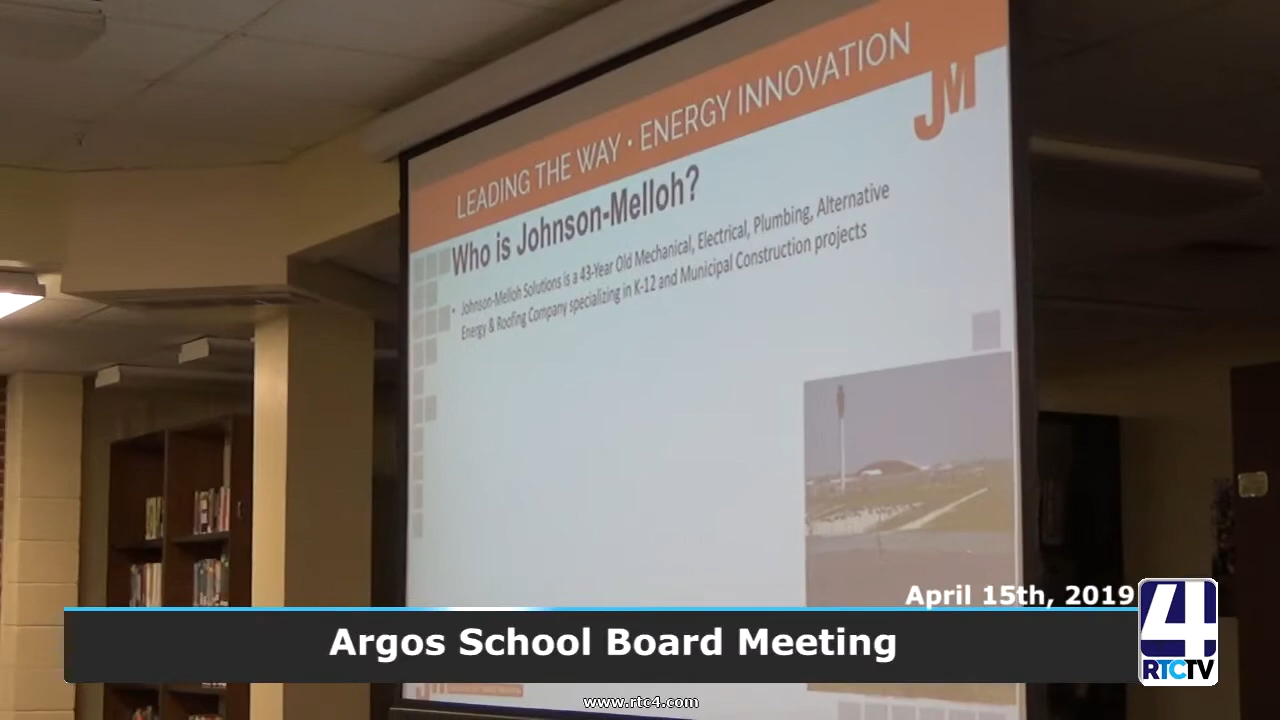 LEADING THE WAY • ENERGY INNOVATION
JM
Who is Johnson-Melloh?
• Johnson-Melloh Solutions is a 43-Year Old Mechanical, Electrical, Plumbing, Alternative
Energy & Roofing Company specializing in K-12 and Municipal Construction projects
April 15th, 2019
Argos School Board Meeting
4
RTCTV
www.rtc4.com